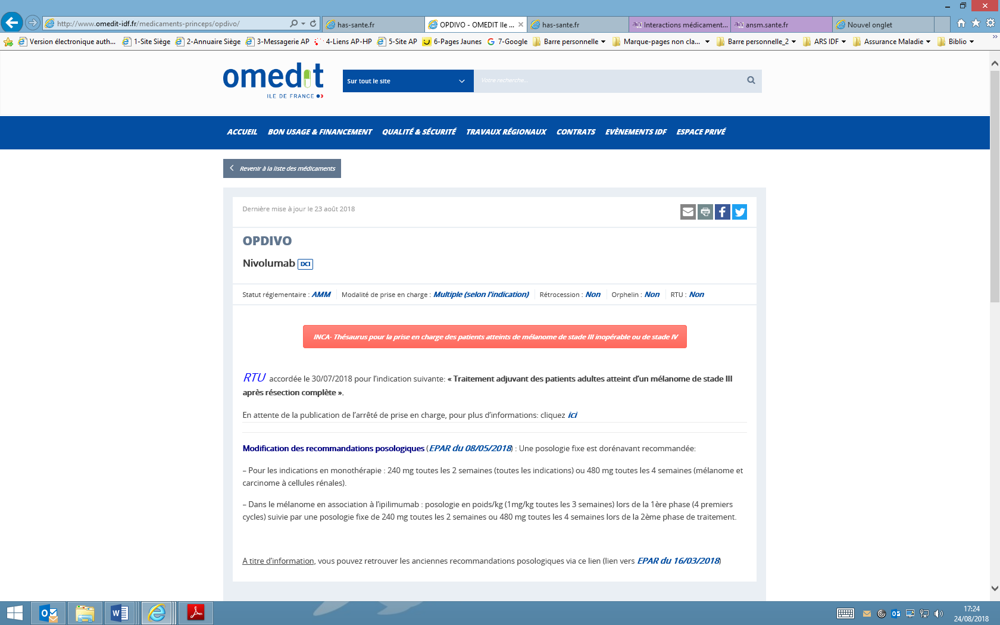 http://www.omedit-idf.fr/medicaments-princeps/opdivo/
has-sante.fr
OPDIVO - OMEDIT Ile ...
has-sante.fr
Interactions médicament...
ansm.sante.fr
Nouvel onglet
Version électronique auth...
1-Site Siège
2-Annuaire Siège
3-Messagerie AP
4-Liens AP-HP
5-Site AP
6-Pages Jaunes
7-Google
Barre personnelle
Marque-pages non cla...
Barre personnelle_2
ARS IDF
Assurance Maladie
Biblio
omedit
ILE DE FRANCE
Sur tout le site
Votre recherche...
ACCUEIL BON USAGE & FINANCEMENT QUALITÉ & SÉCURITÉ TRAVAUX RÉGIONAUX CONTRATS EVÈNEMENTS IDF ESPACE PRIVÉ
Revenir à la liste des médicaments
Dernière mise à jour le 23 août 2018
OPDIVO
Nivolumab DCI
Statut réglementaire : AMM Modalité de prise en charge : Multiple (selon l'indication) Rétrocession : Non Orphelin : Non RTU : Non
INCA- Thésaurus pour la prise en charge des patients atteints de mélanome de stade III inopérable ou de stade IV
RTU accordée le 30/07/2018 pour l’indication suivante: « Traitement adjuvant des patients adultes atteint d’un mélanome de stade III
après résection complète ».
En attente de la publication de l’arrêté de prise en charge, pour plus d’informations: cliquez ici
Modification des recommandations posologiques (EPAR du 08/05/2018) : Une posologie fixe est dorénavant recommandée:
– Pour les indications en monothérapie : 240 mg toutes les 2 semaines (toutes les indications) ou 480 mg toutes les 4 semaines (mélanome et
carcinome à cellules rénales).
– Dans le mélanome en association à l’ipilimumab : posologie en poids/kg (1mg/kg toutes les 3 semaines) lors de la 1ère phase (4 premiers
cycles) suivie par une posologie fixe de 240 mg toutes les 2 semaines ou 480 mg toutes les 4 semaines lors de la 2ème phase de traitement.
A titre d’information, vous pouvez retrouver les anciennes recommandations posologiques via ce lien (lien vers EPAR du 16/03/2018)
17:24
24/08/2018